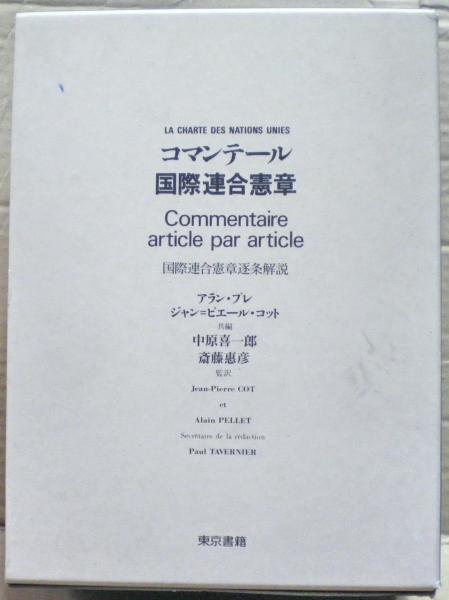 LA CHARTE DES NATIONS UNIES
コマンテール
国際連合憲章
Commentaire
article par article
国際連合憲章逐条解説
アラン・プレ
ジャン=ピエール・コット
共編
中原喜一郎
斎藤惠彦
監訳
Jean-Pierre COT
et
Alain PELLET
Secrétaire de la rédaction
Paul TAVERNIER
東京書籍